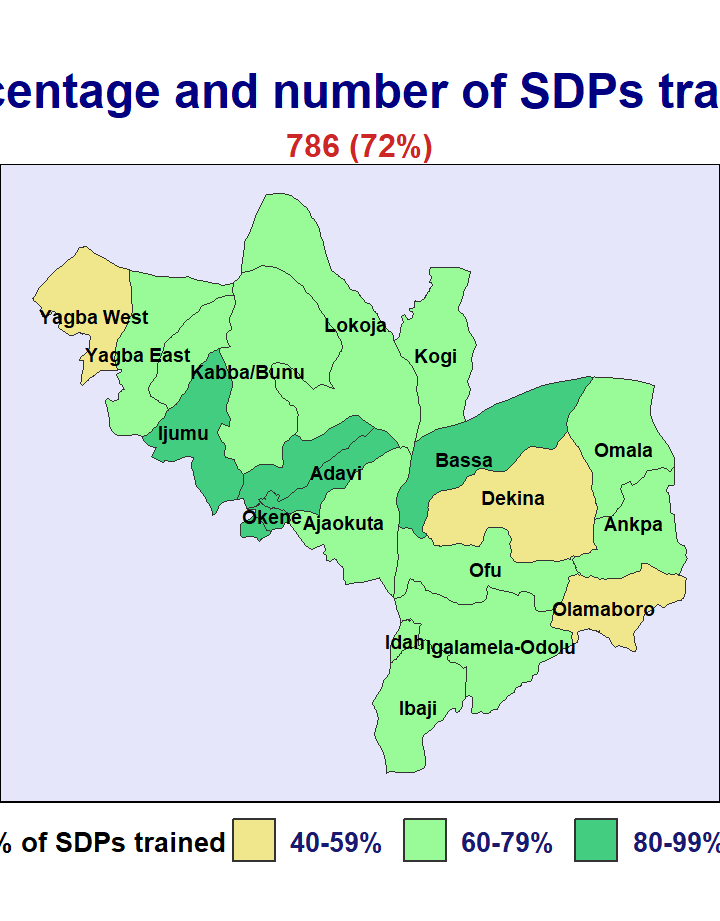 centage and number of SDPs tra
786 (72%)
Yagba West
Lokoja
Yagba East
Kogi
Kabba/Bunu
Ijumu
Omala
Bassa
Adavi
Dekina
Okene
Ajaokuta
Ankpa
Ofu
Olamaboro
Idah
Igalamela-Odolu
Ibaji
% of SDPs trained 40-59% 60-79% 80-99%